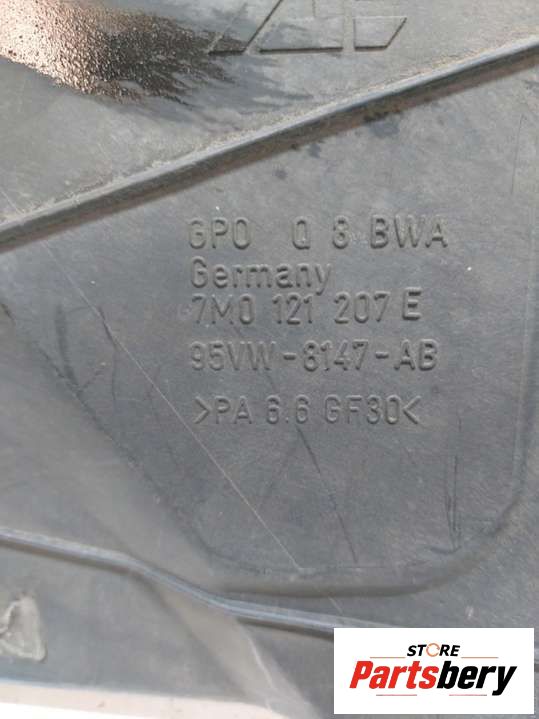 GPO Q 8 BWA
Germany
7M0 121 207 E
95VW-8147-AB
>PA 6.6 GF30<
STORE
Partsbery